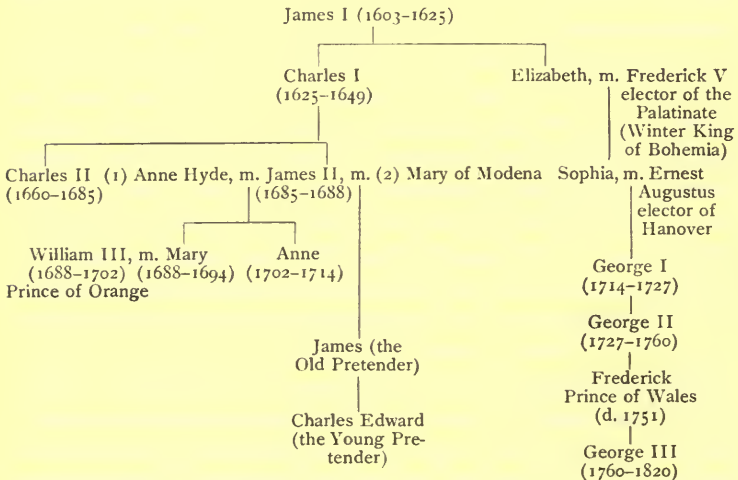 James I (1603–1625)
Charles I
(1625–1649)
Elizabeth, m. Frederick V
elector of the
Palatinate
(Winter King
of Bohemia)
Charles II (1) Anne Hyde, m. James II, m. (2) Mary of Modena Sophia, m. Ernest
(1660–1685) (1685–1688)
Augustus
elector of
Hanover
William III, m. Mary Anne
(1688–1702) (1688–1694) (1702–1714)
Prince of Orange
George I
(1714–1727)
George II
(1727–1760)
James (the
Old Pretender)
Frederick
Prince of Wales
(d. 1751)
Charles Edward
(the Young Pre-
tender)
George III
(1760–1820)